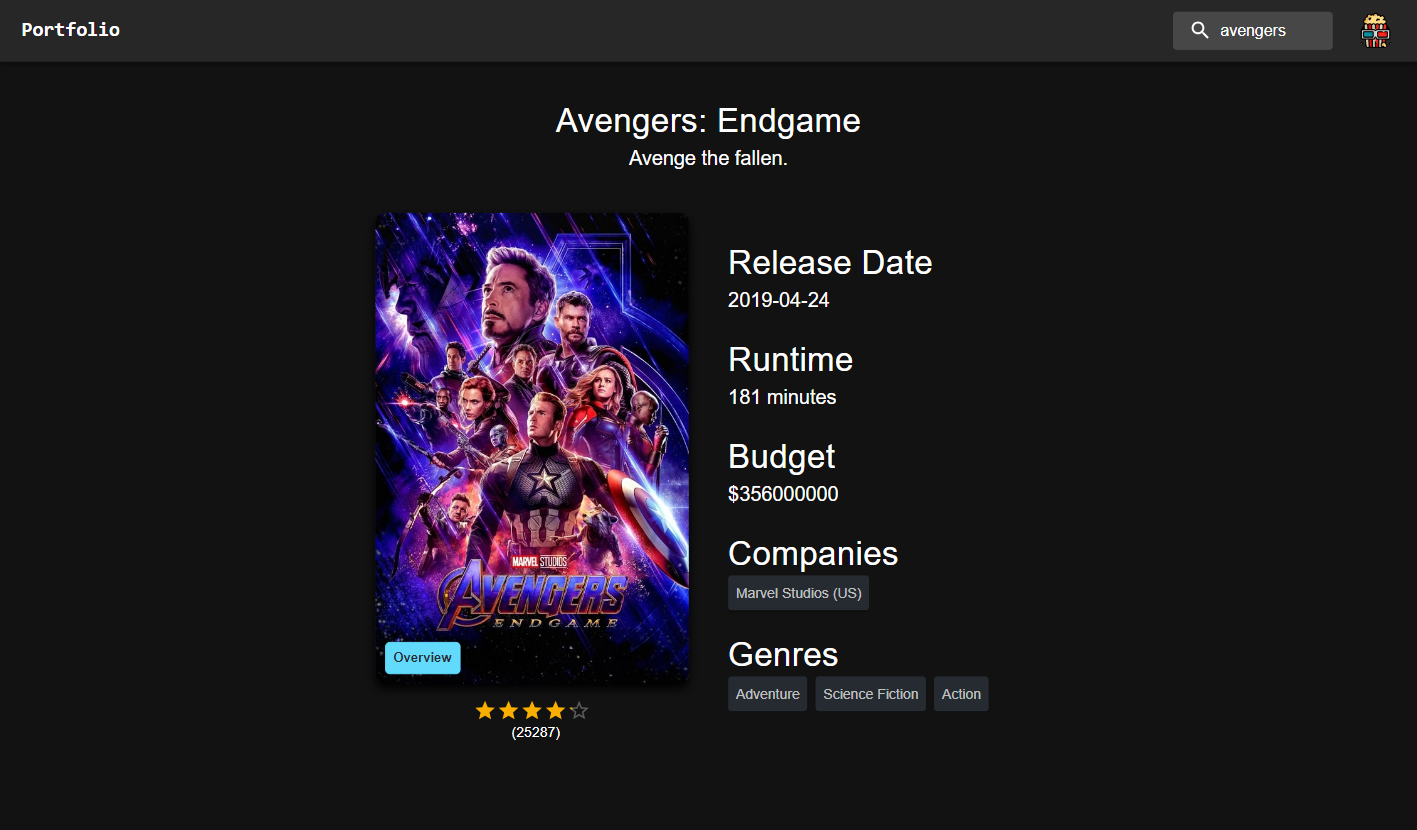 Portfolio
avengers
Avengers: Endgame
Avenge the fallen.
MARVEL STUDIOS
AVENGERS
ENDGAME
Overview
(25287)
Release Date
2019-04-24
Runtime
181 minutes
Budget
$356000000
Companies
Marvel Studios (US)
Genres
Adventure Science Fiction Action